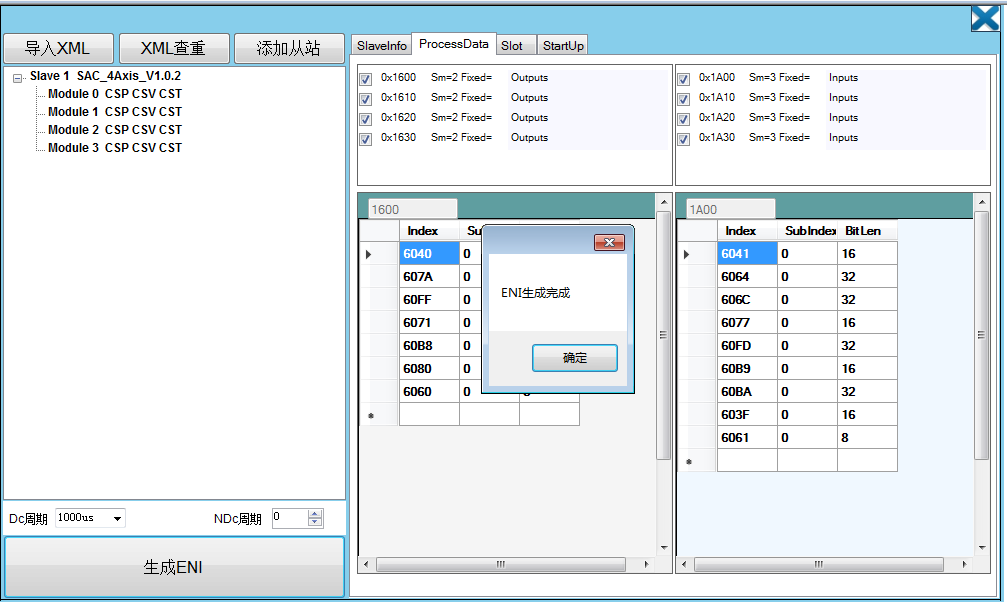 导入XML XML查重 添加从站
SlaveInfo ProcessData Slot StartUp
Slave 1 SAC_4Axis_V1.0.2
Module 0 CSP CSV CST
Module 1 CSP CSV CST
Module 2 CSP CSV CST
Module 3 CSP CSV CST
Dc周期 1000us NDc周期 0
生成ENI
0x1600 Sm=2 Fixed= Outputs
0x1610 Sm=2 Fixed= Outputs
0x1620 Sm=2 Fixed= Outputs
0x1630 Sm=2 Fixed= Outputs
0x1A00 Sm=3 Fixed= Inputs
0x1A10 Sm=3 Fixed= Inputs
0x1A20 Sm=3 Fixed= Inputs
0x1A30 Sm=3 Fixed= Inputs
1600
Index
6040 0
607A 0
60FF 0
6071 0
60B8 0
6080 0
6060 0
ENI生成完成
确定
1A00
Index SubIndex BitLen
6041 0 16
6064 0 32
606C 0 32
6077 0 16
60FD 0 32
60B9 0 16
60BA 0 32
603F 0 16
6061 0 8